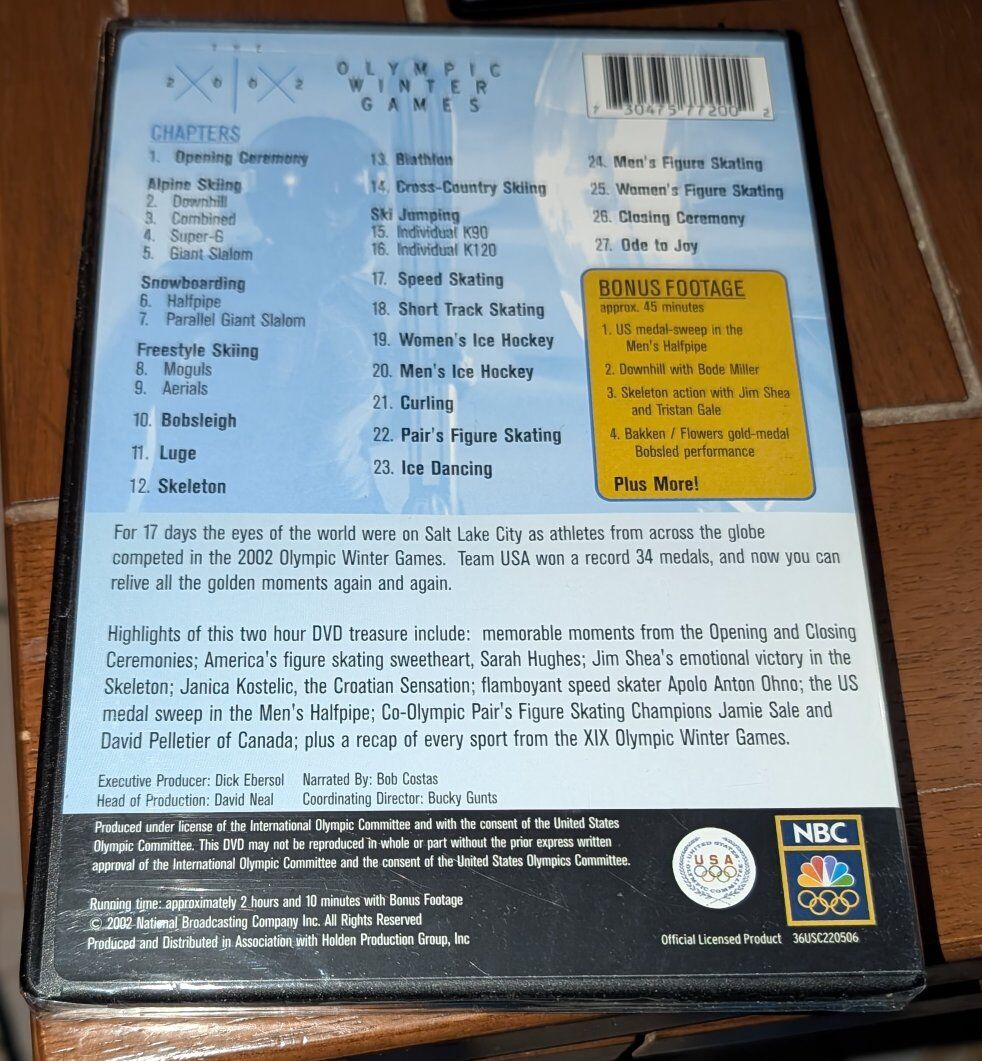 THE
2002
OLYMPIC
WINTER
GAMES
7 30475 77200 2
CHAPTERS
1. Opening Ceremony
Alpine Skiing
2. Downhill
3. Combined
4. Super-G
5. Giant Slalom
Snowboarding
6. Halfpipe
7. Parallel Giant Slalom
Freestyle Skiing
8. Moguls
9. Aerials
10. Bobsleigh
11. Luge
12. Skeleton
13. Biathlon
14. Cross-Country Skiing
Ski Jumping
15. Individual K90
16. Individual K120
17. Speed Skating
18. Short Track Skating
19. Women's Ice Hockey
20. Men's Ice Hockey
21. Curling
22. Pair's Figure Skating
23. Ice Dancing
24. Men's Figure Skating
25. Women's Figure Skating
26. Closing Ceremony
27. Ode to Joy
BONUS FOOTAGE
approx. 45 minutes
1. US medal-sweep in the
Men's Halfpipe
2. Downhill with Bode Miller
3. Skeleton action with Jim Shea
and Tristan Gale
4. Bakken / Flowers gold-medal
Bobsled performance
Plus More!
For 17 days the eyes of the world were on Salt Lake City as athletes from across the globe
competed in the 2002 Olympic Winter Games. Team USA won a record 34 medals, and now you can
relive all the golden moments again and again.
Highlights of this two hour DVD treasure include: memorable moments from the Opening and Closing
Ceremonies; America's figure skating sweetheart, Sarah Hughes; Jim Shea's emotional victory in the
Skeleton; Janica Kostelic, the Croatian Sensation; flamboyant speed skater Apolo Anton Ohno; the US
medal sweep in the Men's Halfpipe; Co-Olympic Pair's Figure Skating Champions Jamie Sale and
David Pelletier of Canada; plus a recap of every sport from the XIX Olympic Winter Games.
Executive Producer: Dick Ebersol Narrated By: Bob Costas
Head of Production: David Neal Coordinating Director: Bucky Gunts
Produced under license of the International Olympic Committee and with the consent of the United States
Olympic Committee. This DVD may not be reproduced in whole or part without the prior express written
approval of the International Olympic Committee and the consent of the United States Olympics Committee.
Running time: approximately 2 hours and 10 minutes with Bonus Footage
© 2002 National Broadcasting Company Inc. All Rights Reserved
Produced and Distributed in Association with Holden Production Group, Inc
UNITED STATES
USA
OLYMPIC COMMITTEE
NBC
Official Licensed Product 36USC220506